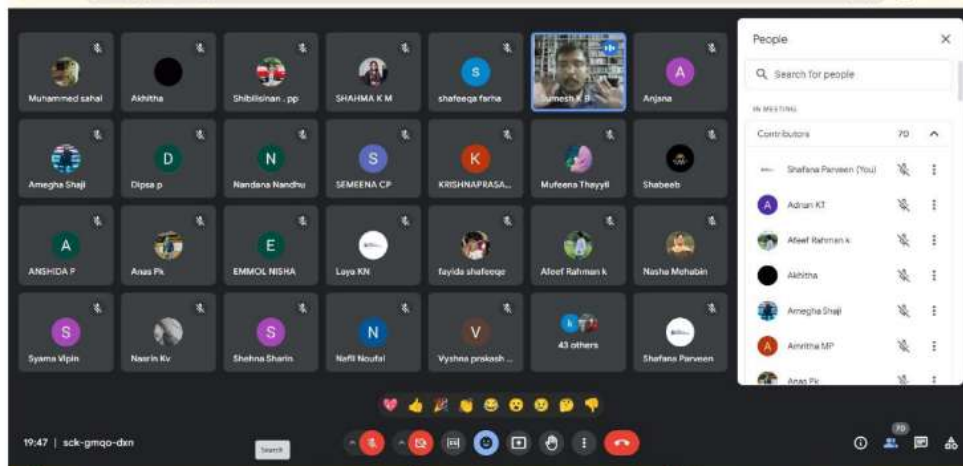 Muhammed sahal
Akhitha
Shibilisinan . pp
SHAHMA K M
shafeeqa farha
Sumesh K B
Anjana
Amegha Shaji
Dipsa p
Nandana Nandhu
SEMEENA CP
KRISHNAPRASA...
Mufeena Thayyil
Shabeeb
ANSHIDA P
Anas Pk
EMMOL NISHA
Laya KN
fayida shafeeqe
Afeef Rahman k
Nasha Mehabin
Syama Vipin
Nasrin Kv
Shehna Sharin
Nafil Noufal
Vyshna prakash ...
43 others
Shafana Parveen
s
A
D
N
S
K
A
E
S
S
N
V
People
Search for people
IN MEETING
Contributors 70
Shafana Parveen (You)
A Adnan KT
Afeef Rahman k
Akhitha
Amegha Shaji
A Amritha MP
Anas Pk
19:47 | sck-gmqo-dxn
Search
70